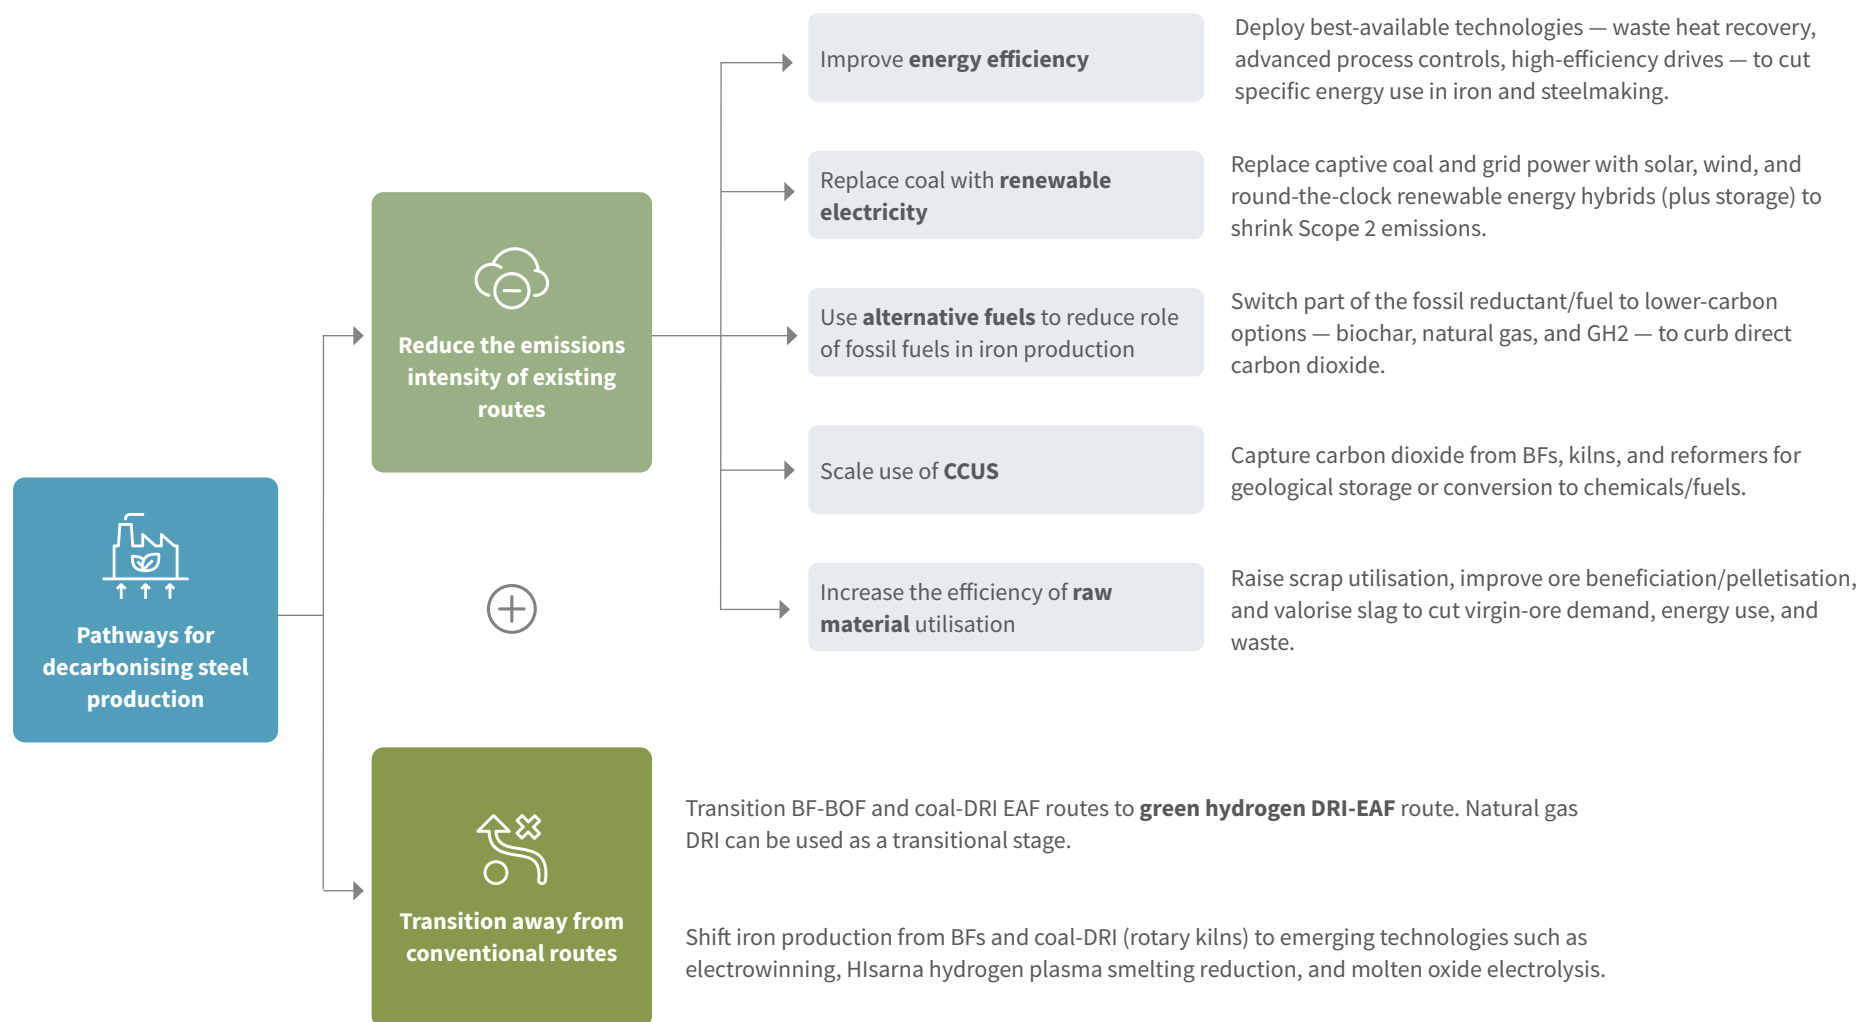 Pathways for
decarbonising steel
production
Reduce the emissions
intensity of existing
routes
Improve energy efficiency
Deploy best-available technologies — waste heat recovery,
advanced process controls, high-efficiency drives — to cut
specific energy use in iron and steelmaking.
Replace coal with renewable
electricity
Replace captive coal and grid power with solar, wind, and
round-the-clock renewable energy hybrids (plus storage) to
shrink Scope 2 emissions.
Use alternative fuels to reduce role
of fossil fuels in iron production
Switch part of the fossil reductant/fuel to lower-carbon
options — biochar, natural gas, and GH2 — to curb direct
carbon dioxide.
Scale use of CCUS
Capture carbon dioxide from BFs, kilns, and reformers for
geological storage or conversion to chemicals/fuels.
Increase the efficiency of raw
material utilisation
Raise scrap utilisation, improve ore beneficiation/pelletisation,
and valorise slag to cut virgin-ore demand, energy use, and
waste.
Transition away from
conventional routes
Transition BF-BOF and coal-DRI EAF routes to green hydrogen DRI-EAF route. Natural gas
DRI can be used as a transitional stage.
Shift iron production from BFs and coal-DRI (rotary kilns) to emerging technologies such as
electrowinning, HIsarna hydrogen plasma smelting reduction, and molten oxide electrolysis.